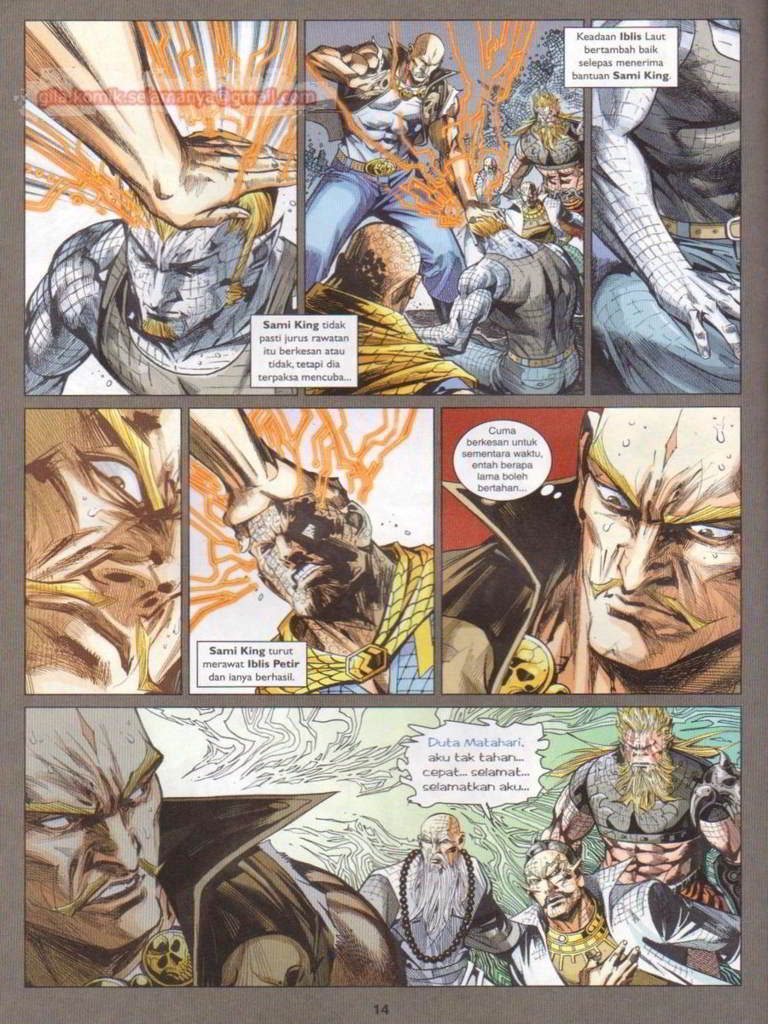 gila.komik.selamanya@gmail.com
Sami King tidak
pasti jurus rawatan
itu berkesan atau
tidak, tetapi dia
terpaksa mencuba...
Keadaan Iblis Laut
bertambah baik
selepas menerima
bantuan Sami King.
Sami King turut
merawat Iblis Petir
dan ianya berhasil.
Cuma
berkesan untuk
sementara waktu,
entah berapa
lama boleh
bertahan...
Duta Matahari,
aku tak tahan...
cepat... selamat...
selamatkan aku...
14